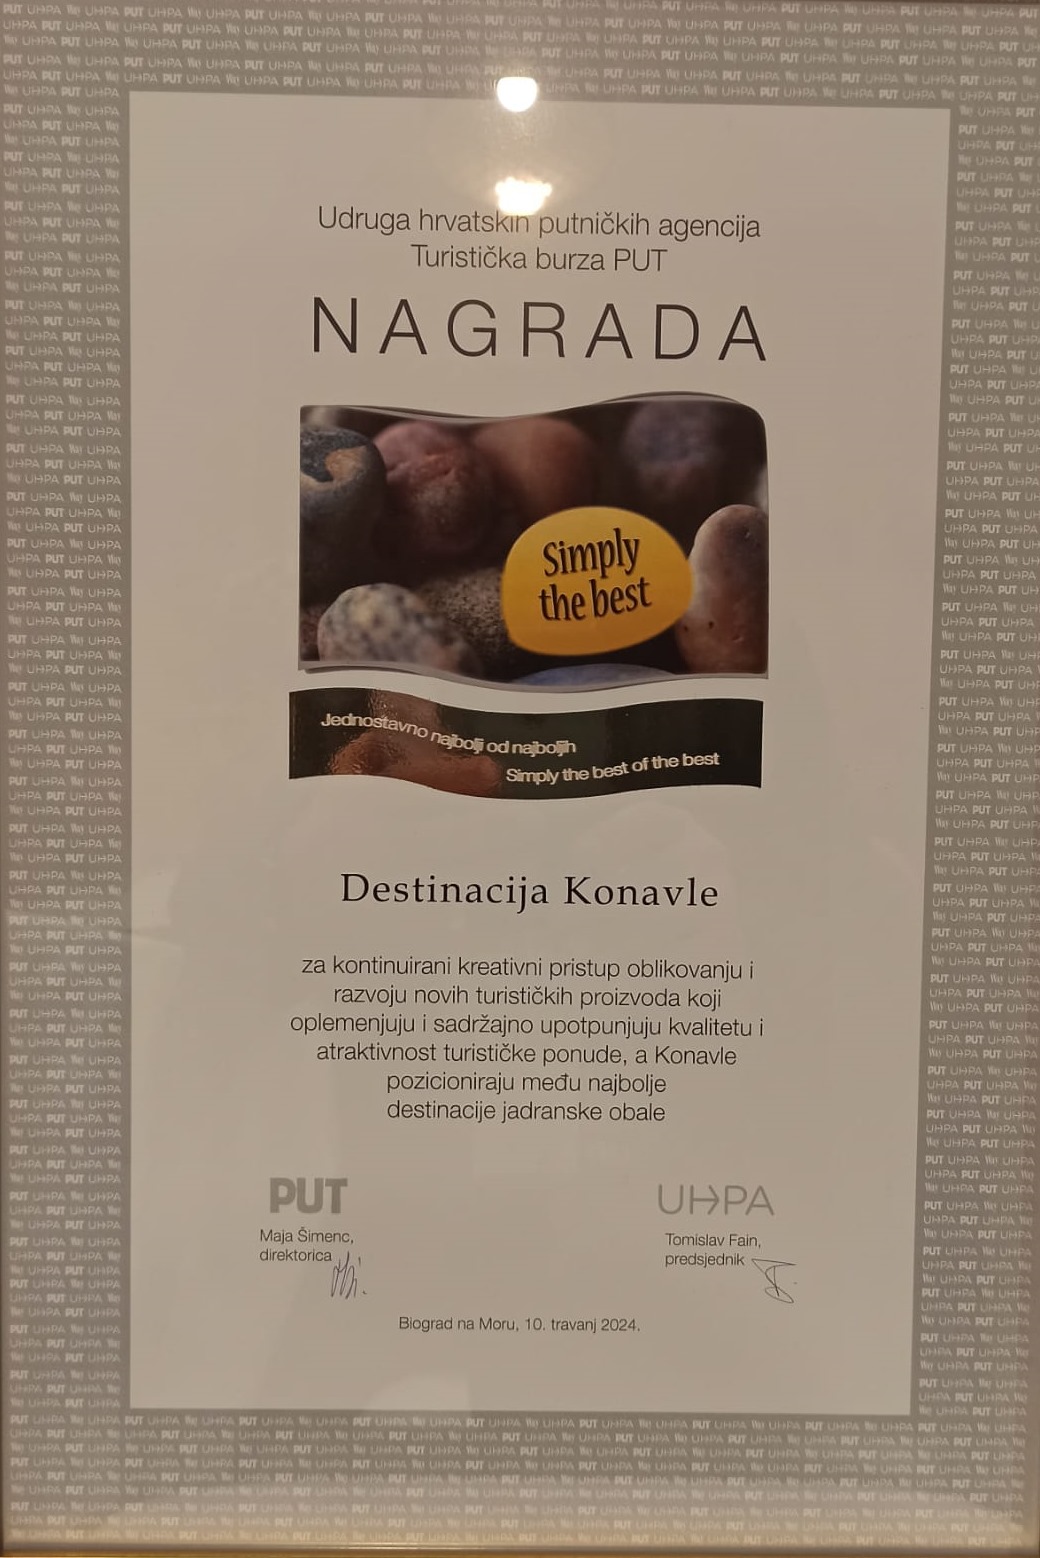 Udruga hrvatskih putničkih agencija
Turistička burza PUT
NAGRADA
Simply
the best
Jednostavno najbolji od najboljih
Simply the best of the best
Destinacija Konavle
za kontinuirani kreativni pristup oblikovanju i
razvoju novih turističkih proizvoda koji
oplemenjuju i sadržajno upotpunjuju kvalitetu i
atraktivnost turističke ponude, a Konavle
pozicioniraju među najbolje
destinacije jadranske obale
PUT
Maja Šimenc,
direktorica
UHPA
Tomislav Fain,
predsjednik
Biograd na Moru, 10. travanj 2024.